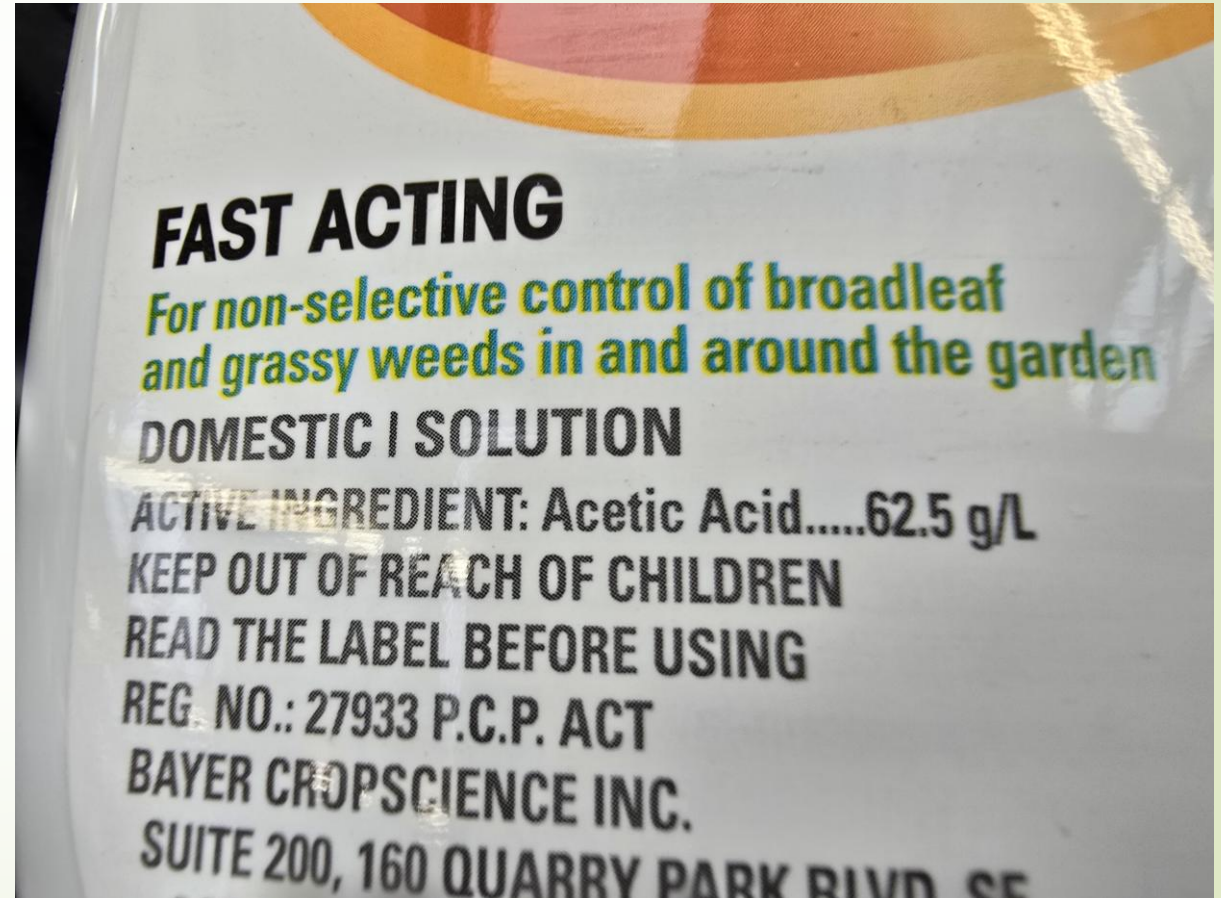 FAST ACTING
For non-selective control of broadleaf
and grassy weeds in and around the garden
DOMESTIC | SOLUTION
ACTIVE INGREDIENT: Acetic Acid.....62.5 g/L
KEEP OUT OF REACH OF CHILDREN
READ THE LABEL BEFORE USING
REG. NO.: 27933 P.C.P. ACT
BAYER CROPSCIENCE INC.
SUITE 200, 160 QUARRY PARK BLVD. SE